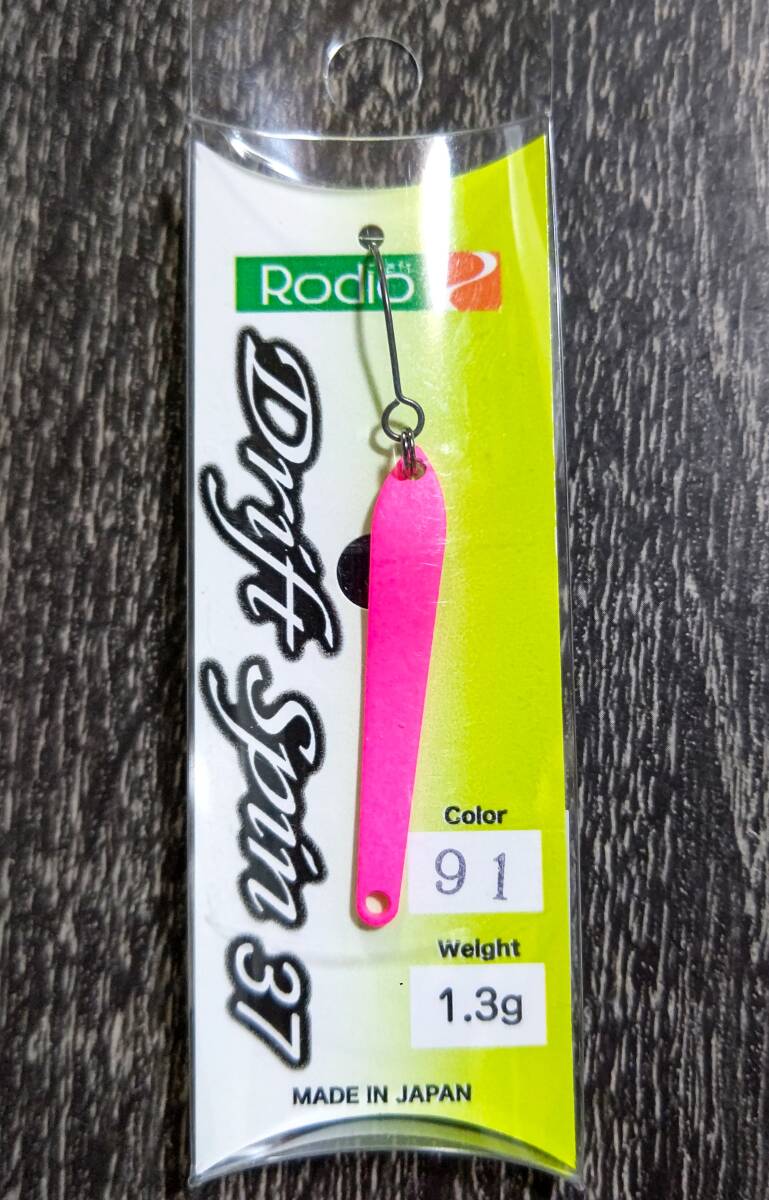 Rodio
Drift Spin 37
Color
91
Weight
1.3g
MADE IN JAPAN